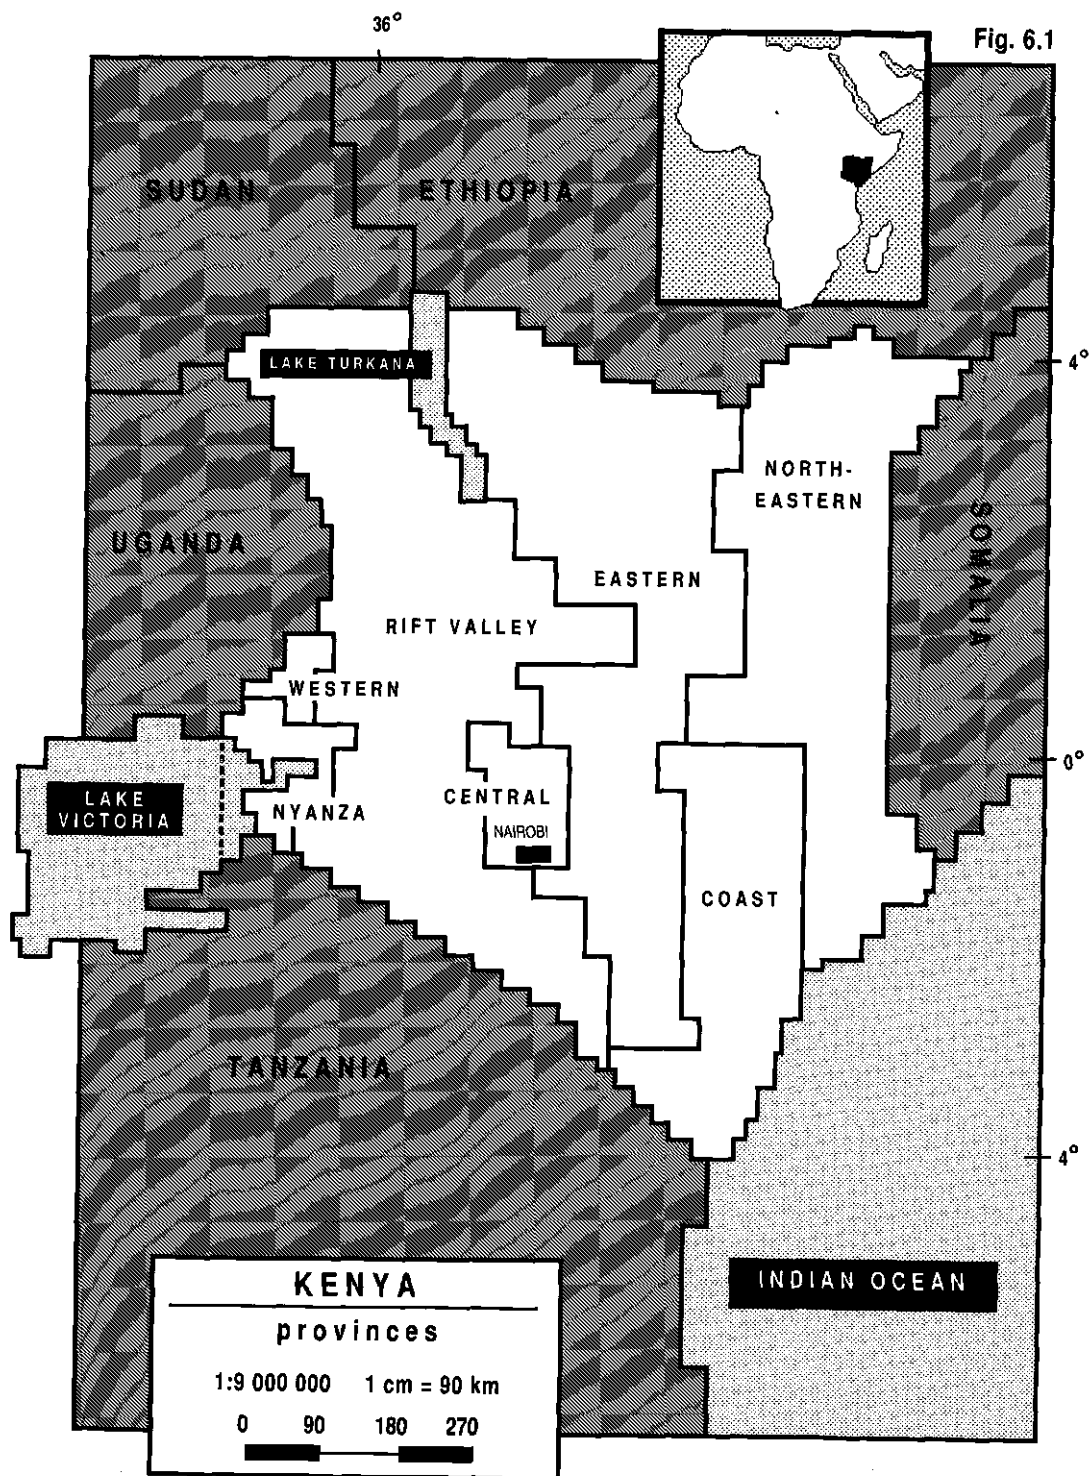 36°
Fig. 6.1
SUDAN
ETHIOPIA
LAKE TURKANA
4°
NORTH-
EASTERN
SOMALIA
UGANDA
EASTERN
RIFT VALLEY
WESTERN
0°
LAKE
VICTORIA
NYANZA
CENTRAL
NAIROBI
COAST
TANZANIA
4°
INDIAN OCEAN
KENYA
provinces
1:9 000 000 1 cm = 90 km
0 90 180 270